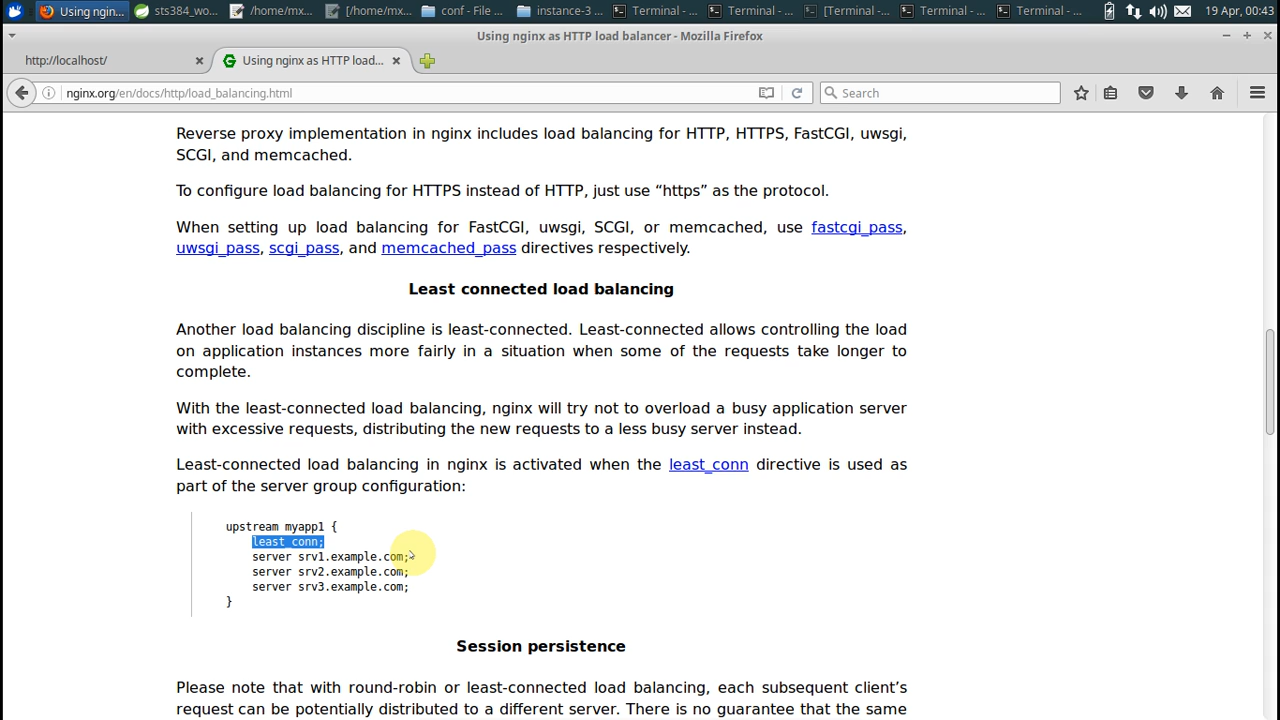 Using ngin...
sts384_wo...
/home/mx...
[/home/mx...
conf - File ...
instance-3 ...
Terminal - ...
Terminal - ...
[Terminal - ...
Terminal - ...
Terminal - ...
19 Apr, 00:43
Using nginx as HTTP load balancer - Mozilla Firefox
http://localhost/
Using nginx as HTTP load...
nginx.org/en/docs/http/load_balancing.html
Search
Reverse proxy implementation in nginx includes load balancing for HTTP, HTTPS, FastCGI, uwsgi,
SCGI, and memcached.
To configure load balancing for HTTPS instead of HTTP, just use “https” as the protocol.
When setting up load balancing for FastCGI, uwsgi, SCGI, or memcached, use fastcgi_pass,
uwsgi_pass, scgi_pass, and memcached_pass directives respectively.
Least connected load balancing
Another load balancing discipline is least-connected. Least-connected allows controlling the load
on application instances more fairly in a situation when some of the requests take longer to
complete.
With the least-connected load balancing, nginx will try not to overload a busy application server
with excessive requests, distributing the new requests to a less busy server instead.
Least-connected load balancing in nginx is activated when the least_conn directive is used as
part of the server group configuration:
upstream myapp1 {
least_conn;
server srv1.example.com;
server srv2.example.com;
server srv3.example.com;
}
Session persistence
Please note that with round-robin or least-connected load balancing, each subsequent client’s
request can be potentially distributed to a different server. There is no guarantee that the same